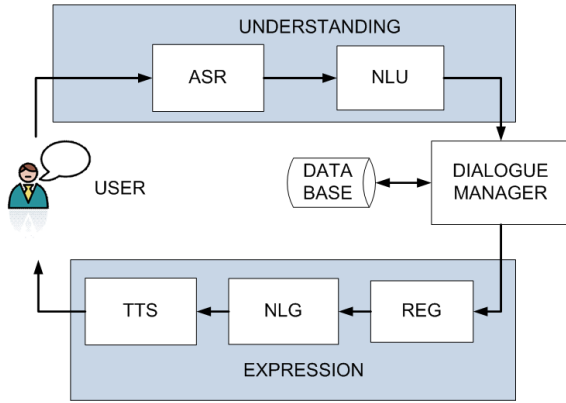 UNDERSTANDING
ASR
NLU
USER
DATA
BASE
DIALOGUE
MANAGER
TTS
NLG
REG
EXPRESSION